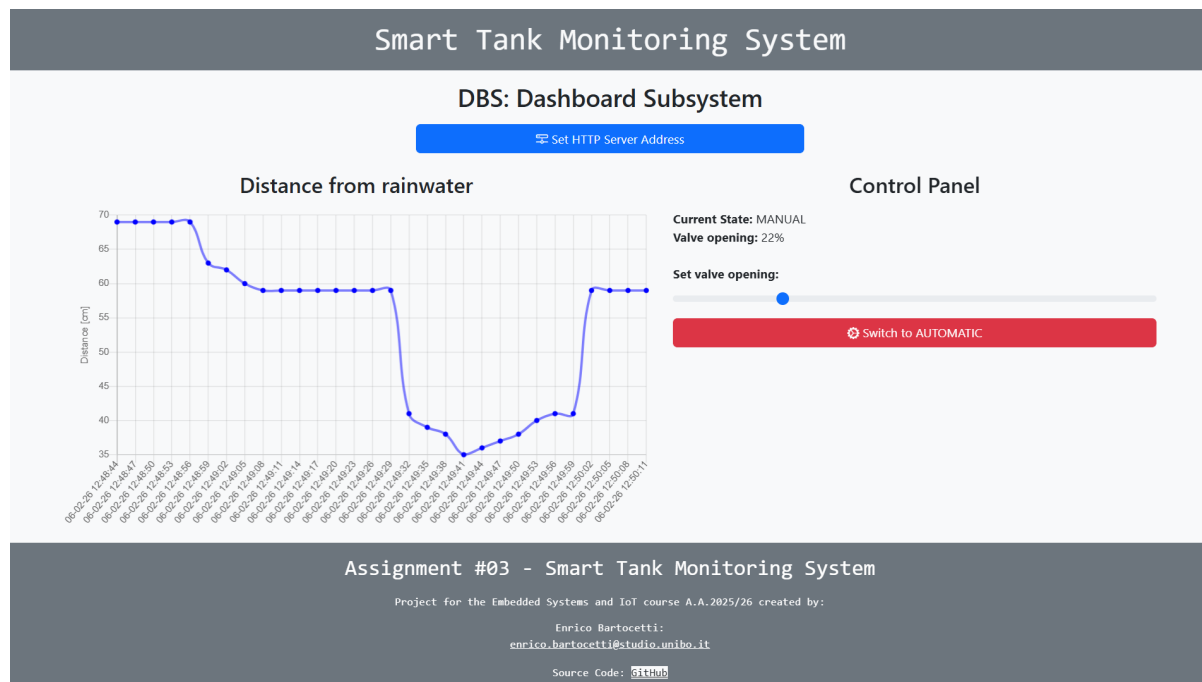 Smart Tank Monitoring System
DBS: Dashboard Subsystem
Set HTTP Server Address
Distance from rainwater
70
65
60
55
50
45
40
35
Distance [cm]
06-02-26 12:48:44
06-02-26 12:48:47
06-02-26 12:48:50
06-02-26 12:48:53
06-02-26 12:48:56
06-02-26 12:48:59
06-02-26 12:49:02
06-02-26 12:49:05
06-02-26 12:49:08
06-02-26 12:49:11
06-02-26 12:49:14
06-02-26 12:49:17
06-02-26 12:49:20
06-02-26 12:49:23
06-02-26 12:49:26
06-02-26 12:49:29
06-02-26 12:49:32
06-02-26 12:49:35
06-02-26 12:49:38
06-02-26 12:49:41
06-02-26 12:49:44
06-02-26 12:49:47
06-02-26 12:49:50
06-02-26 12:49:53
06-02-26 12:49:56
06-02-26 12:49:59
06-02-26 12:50:02
06-02-26 12:50:05
06-02-26 12:50:08
06-02-26 12:50:11
Control Panel
Current State: MANUAL
Valve opening: 22%
Set valve opening:
Switch to AUTOMATIC
Assignment #03 - Smart Tank Monitoring System
Project for the Embedded Systems and IoT course A.A.2025/26 created by:
Enrico Bartocetti:
enrico.bartocetti@studio.unibo.it
Source Code: GitHub